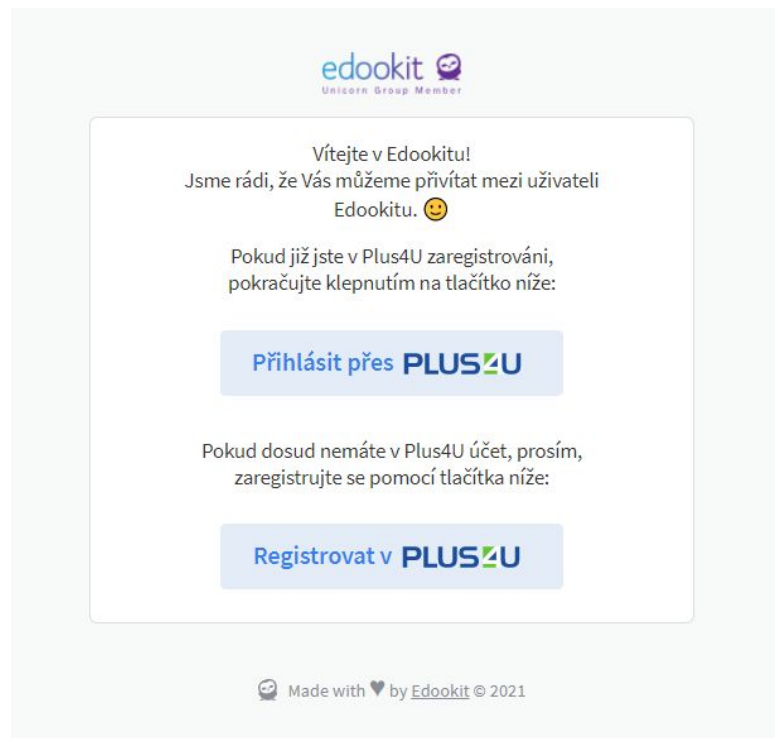 edookit
Unicorn Group Member
Vítejte v Edookitu!
Jsme rádi, že Vás můžeme přivítat mezi uživateli
Edookitu. 🙂
Pokud již jste v Plus4U zaregistrováni,
pokračujte klepnutím na tlačítko níže:
Přihlásit přes PLUS4U
Pokud dosud nemáte v Plus4U účet, prosím,
zaregistrujte se pomocí tlačítka níže:
Registrovat v PLUS4U
Made with ♥ by Edookit © 2021